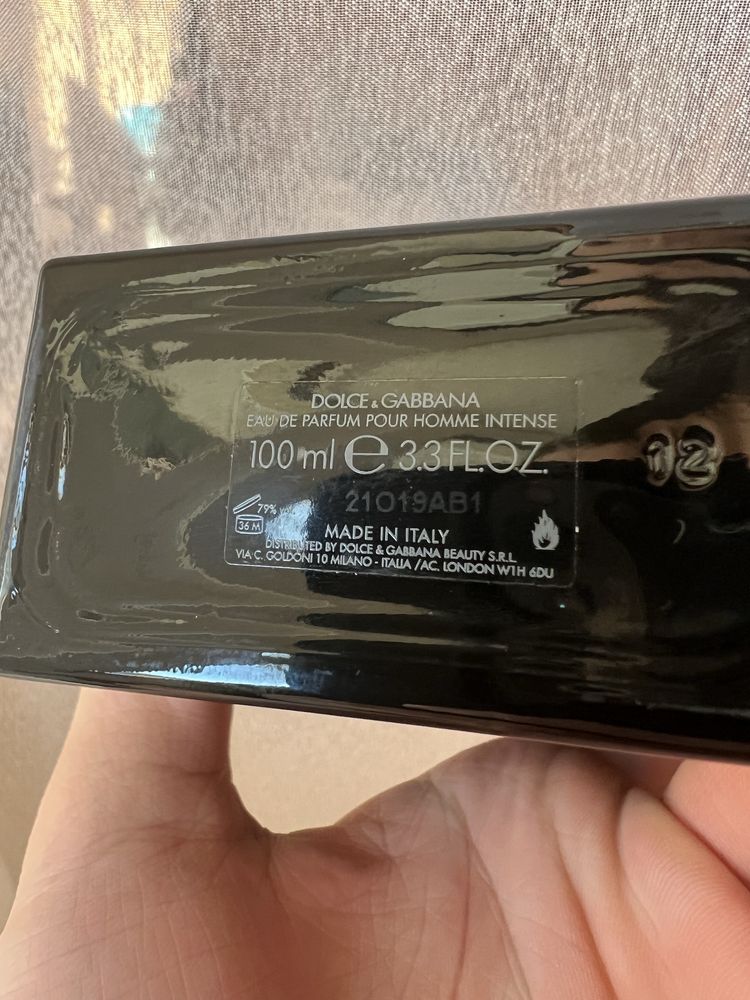 DOLCE & GABBANA
EAU DE PARFUM POUR HOMME INTENSE
100 ml e 3.3 FL.OZ.
21019AB1
79%
36 M
MADE IN ITALY
DISTRIBUTED BY DOLCE & GABBANA BEAUTY S.R.L.
VIA C. GOLDONI 10 MILANO - ITALIA /AC. LONDON W1H 6DU
12